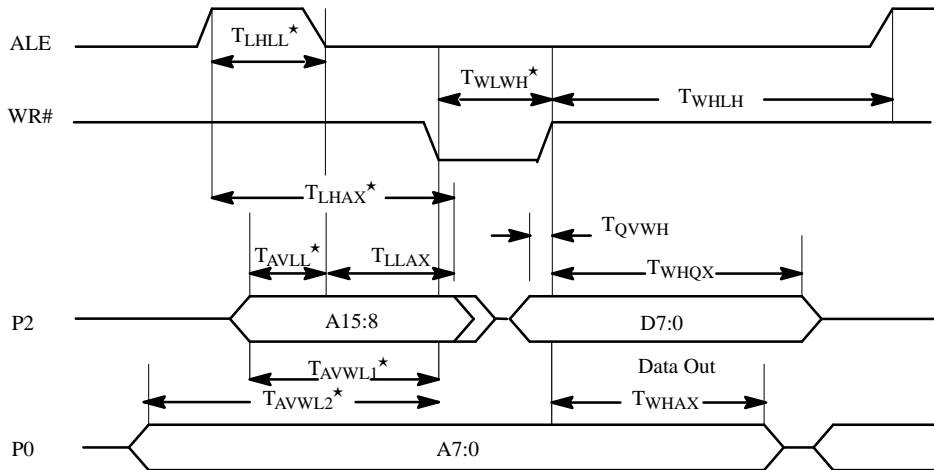 ALE
T_LHLL★
T_WLWH★
T_WHLH
WR#
T_LHAX★
T_QVWH
T_AVLL★
T_LLAX
T_WHQX
P2
A15:8
D7:0
T_AVWL1★
Data Out
T_AVWL2★
T_WHAX
P0
A7:0